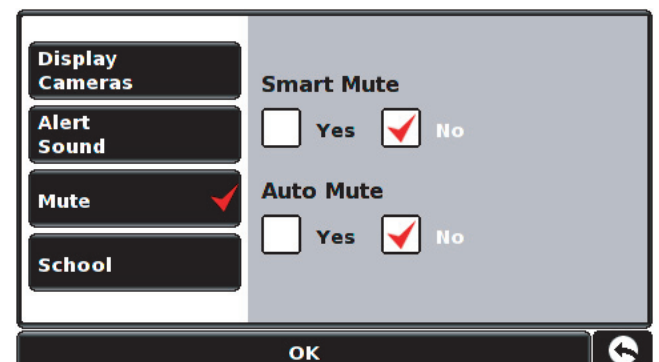 Display
Cameras
Alert
Sound
Mute
School
Smart Mute
Yes No
Auto Mute
Yes No
OK